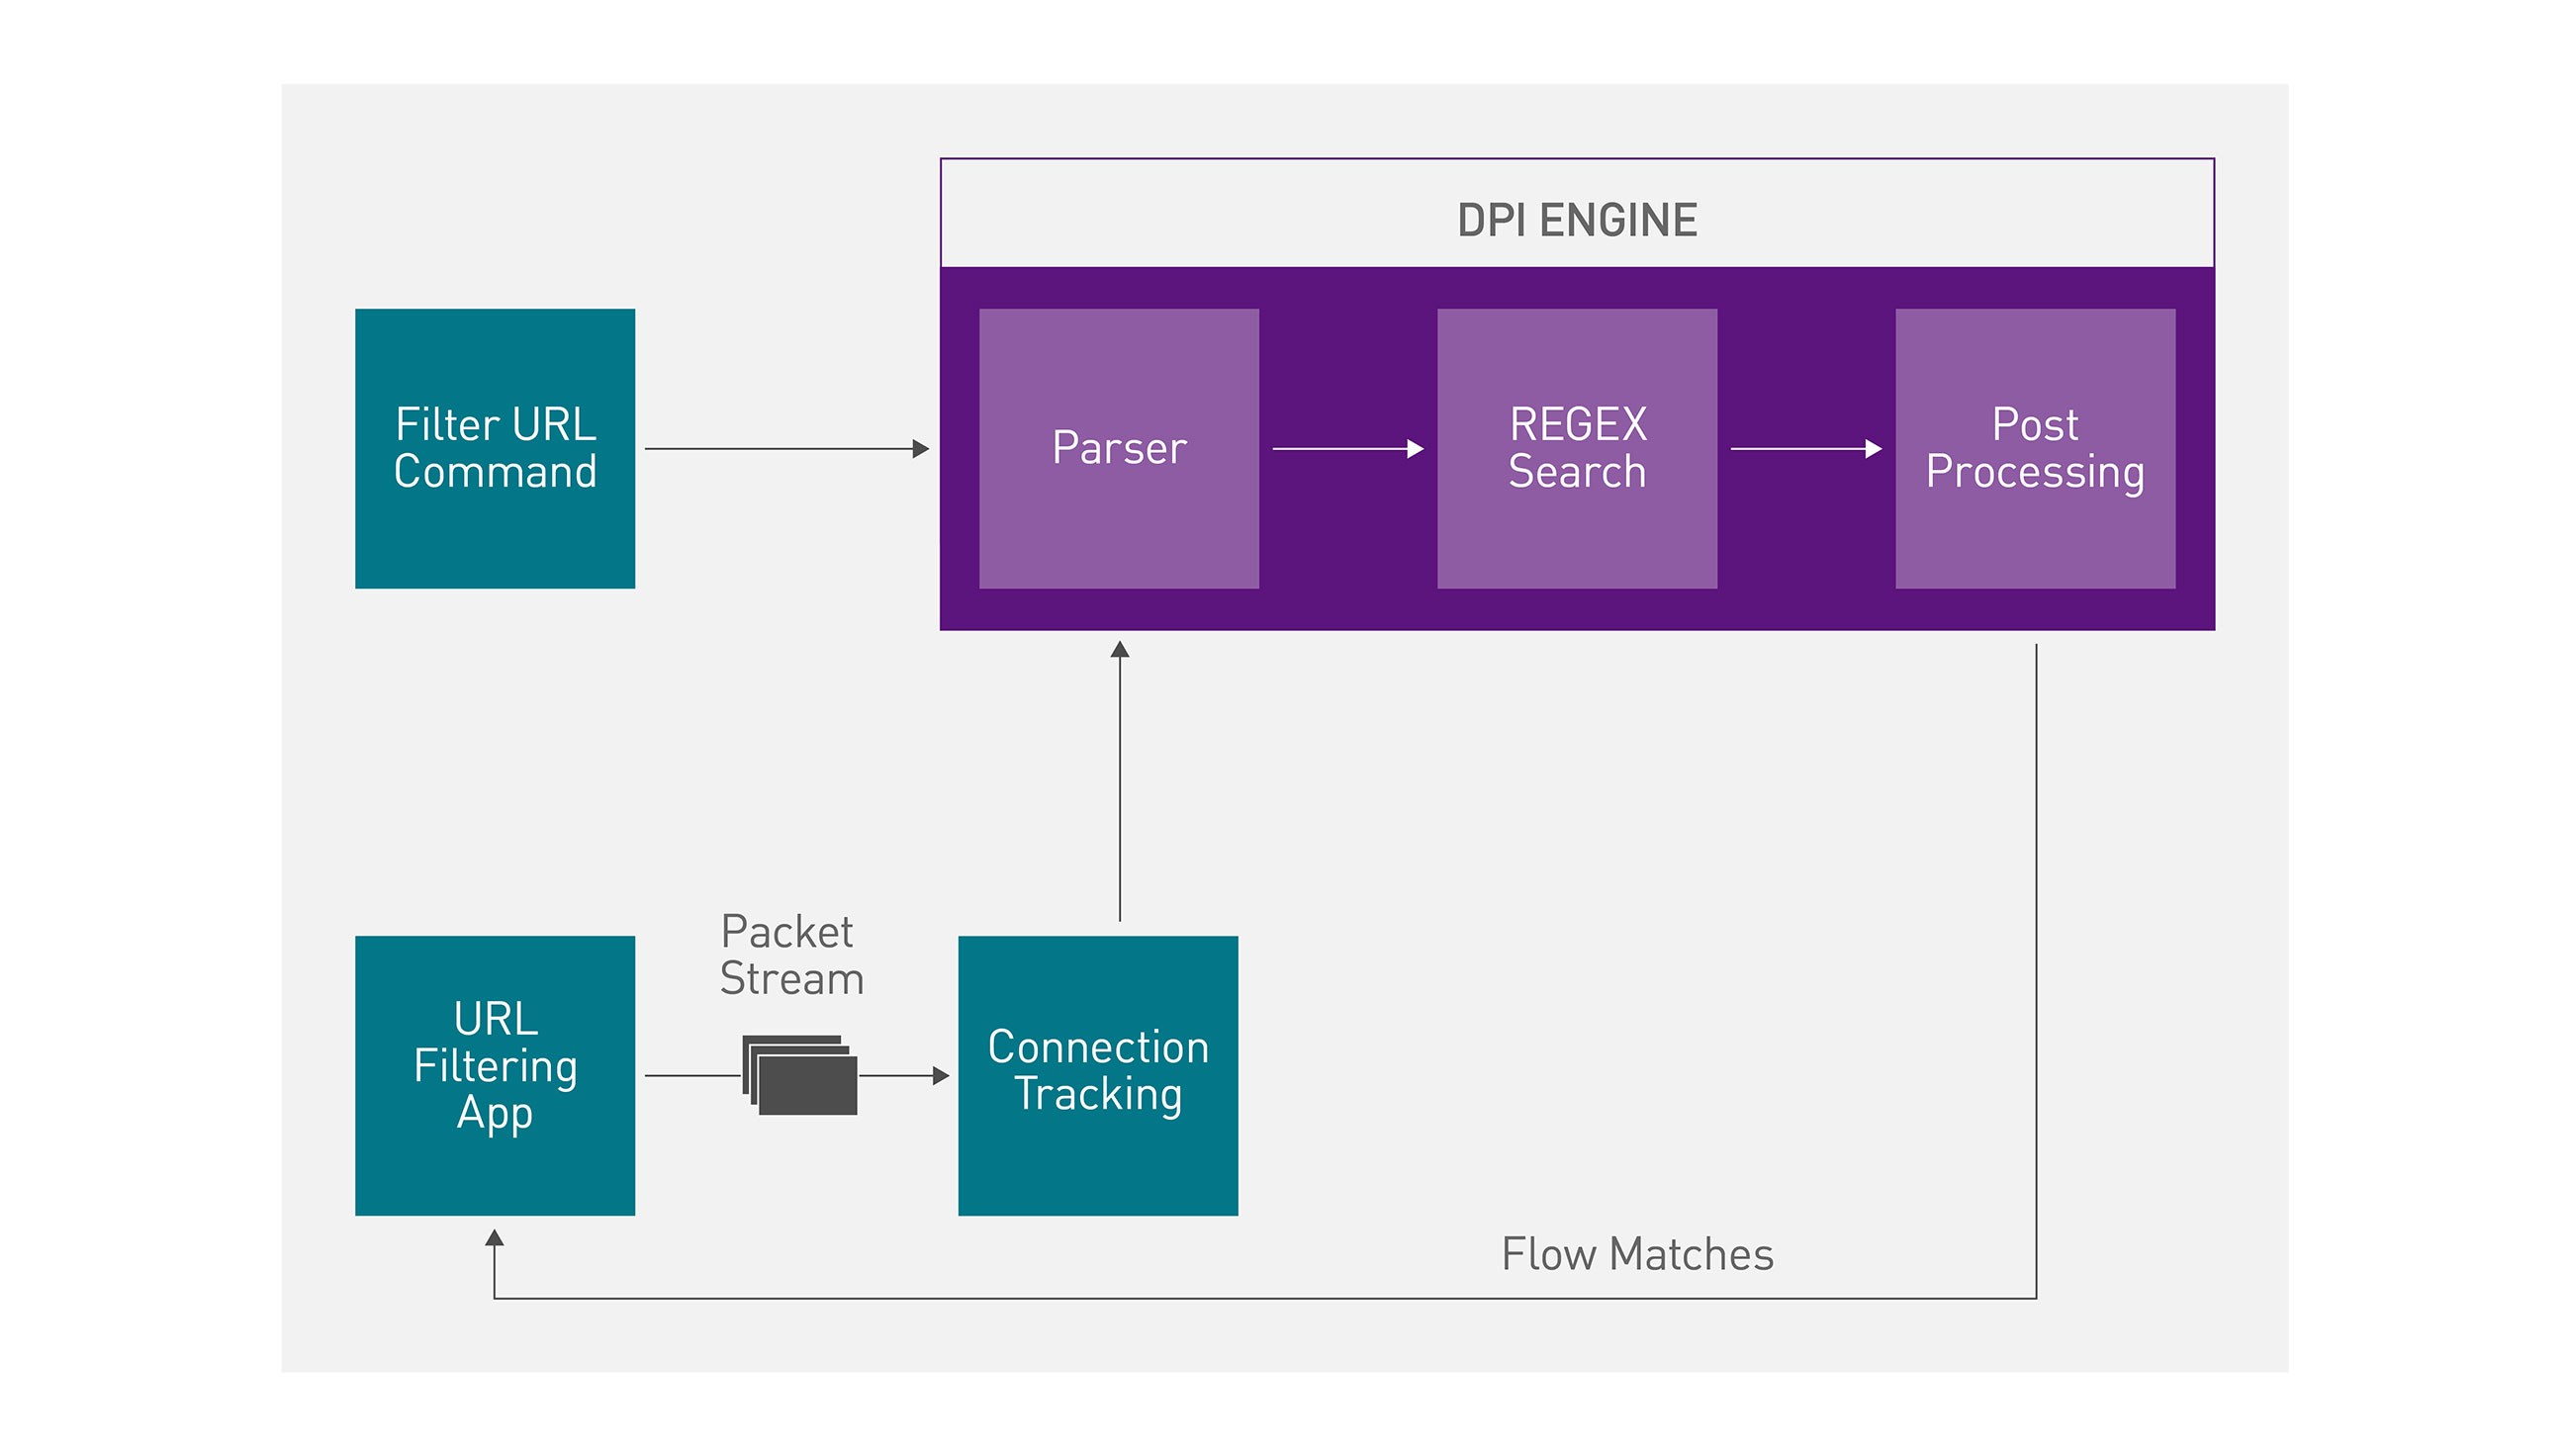 DPI ENGINE
Filter URL
Command
Parser
REGEX
Search
Post
Processing
Packet
Stream
URL
Filtering
App
Connection
Tracking
Flow Matches